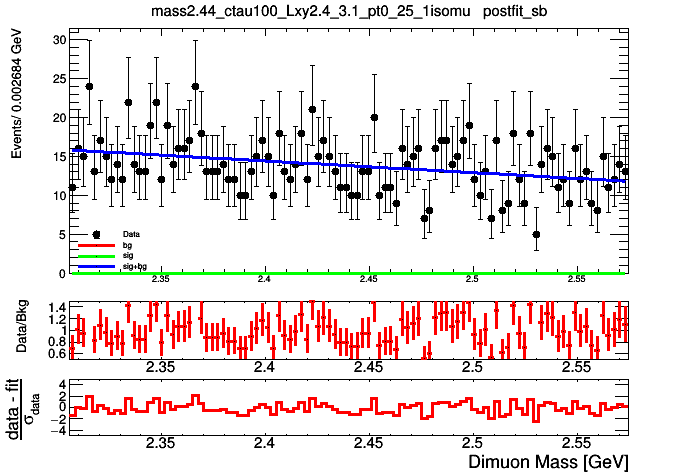 mass2.44_ctau100_Lxy2.4_3.1_pt0_25_1isomu postfit_sb
Events/ 0.002684 GeV
30
25
20
15
10
5
0
Data
bg
sig
sig+bg
2.35 2.4 2.45 2.5 2.55
Data/Bkg
1.4
1.2
1
0.8
0.6
2.35 2.4 2.45 2.5 2.55
data - fit
σdata
4
2
0
−2
−4
2.35 2.4 2.45 2.5 2.55
Dimuon Mass [GeV]